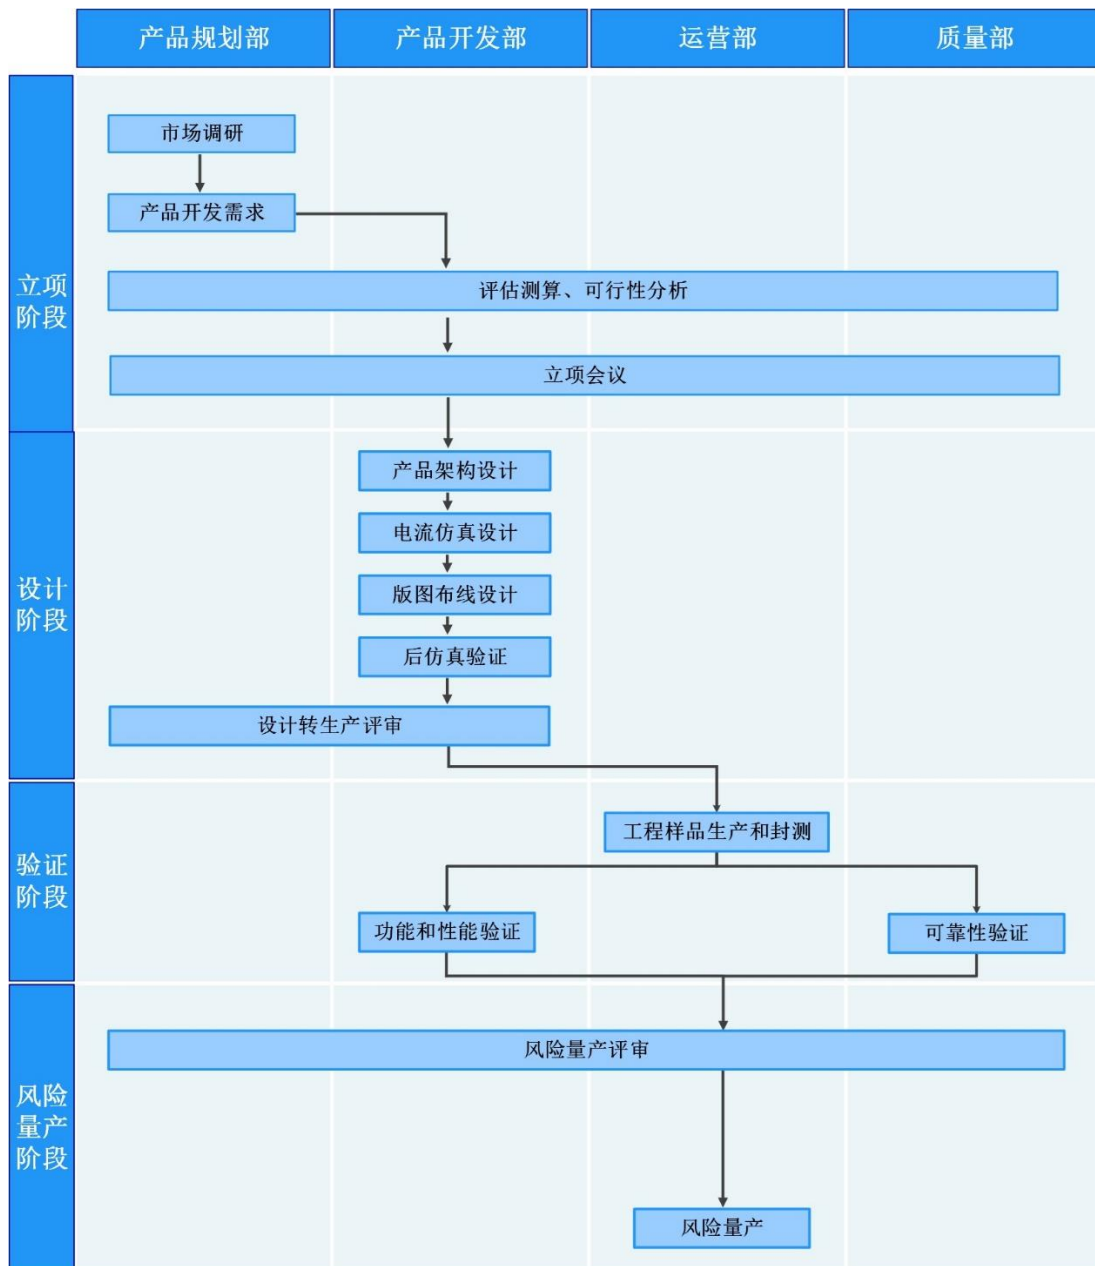 产品规划部
产品开发部
运营部
质量部
立项
阶段
市场调研
产品开发需求
评估测算、可行性分析
立项会议
设计
阶段
产品架构设计
电流仿真设计
版图布线设计
后仿真验证
设计转生产评审
验证
阶段
工程样品生产和封测
功能和性能验证
可靠性验证
风险
量产
阶段
风险量产评审
风险量产